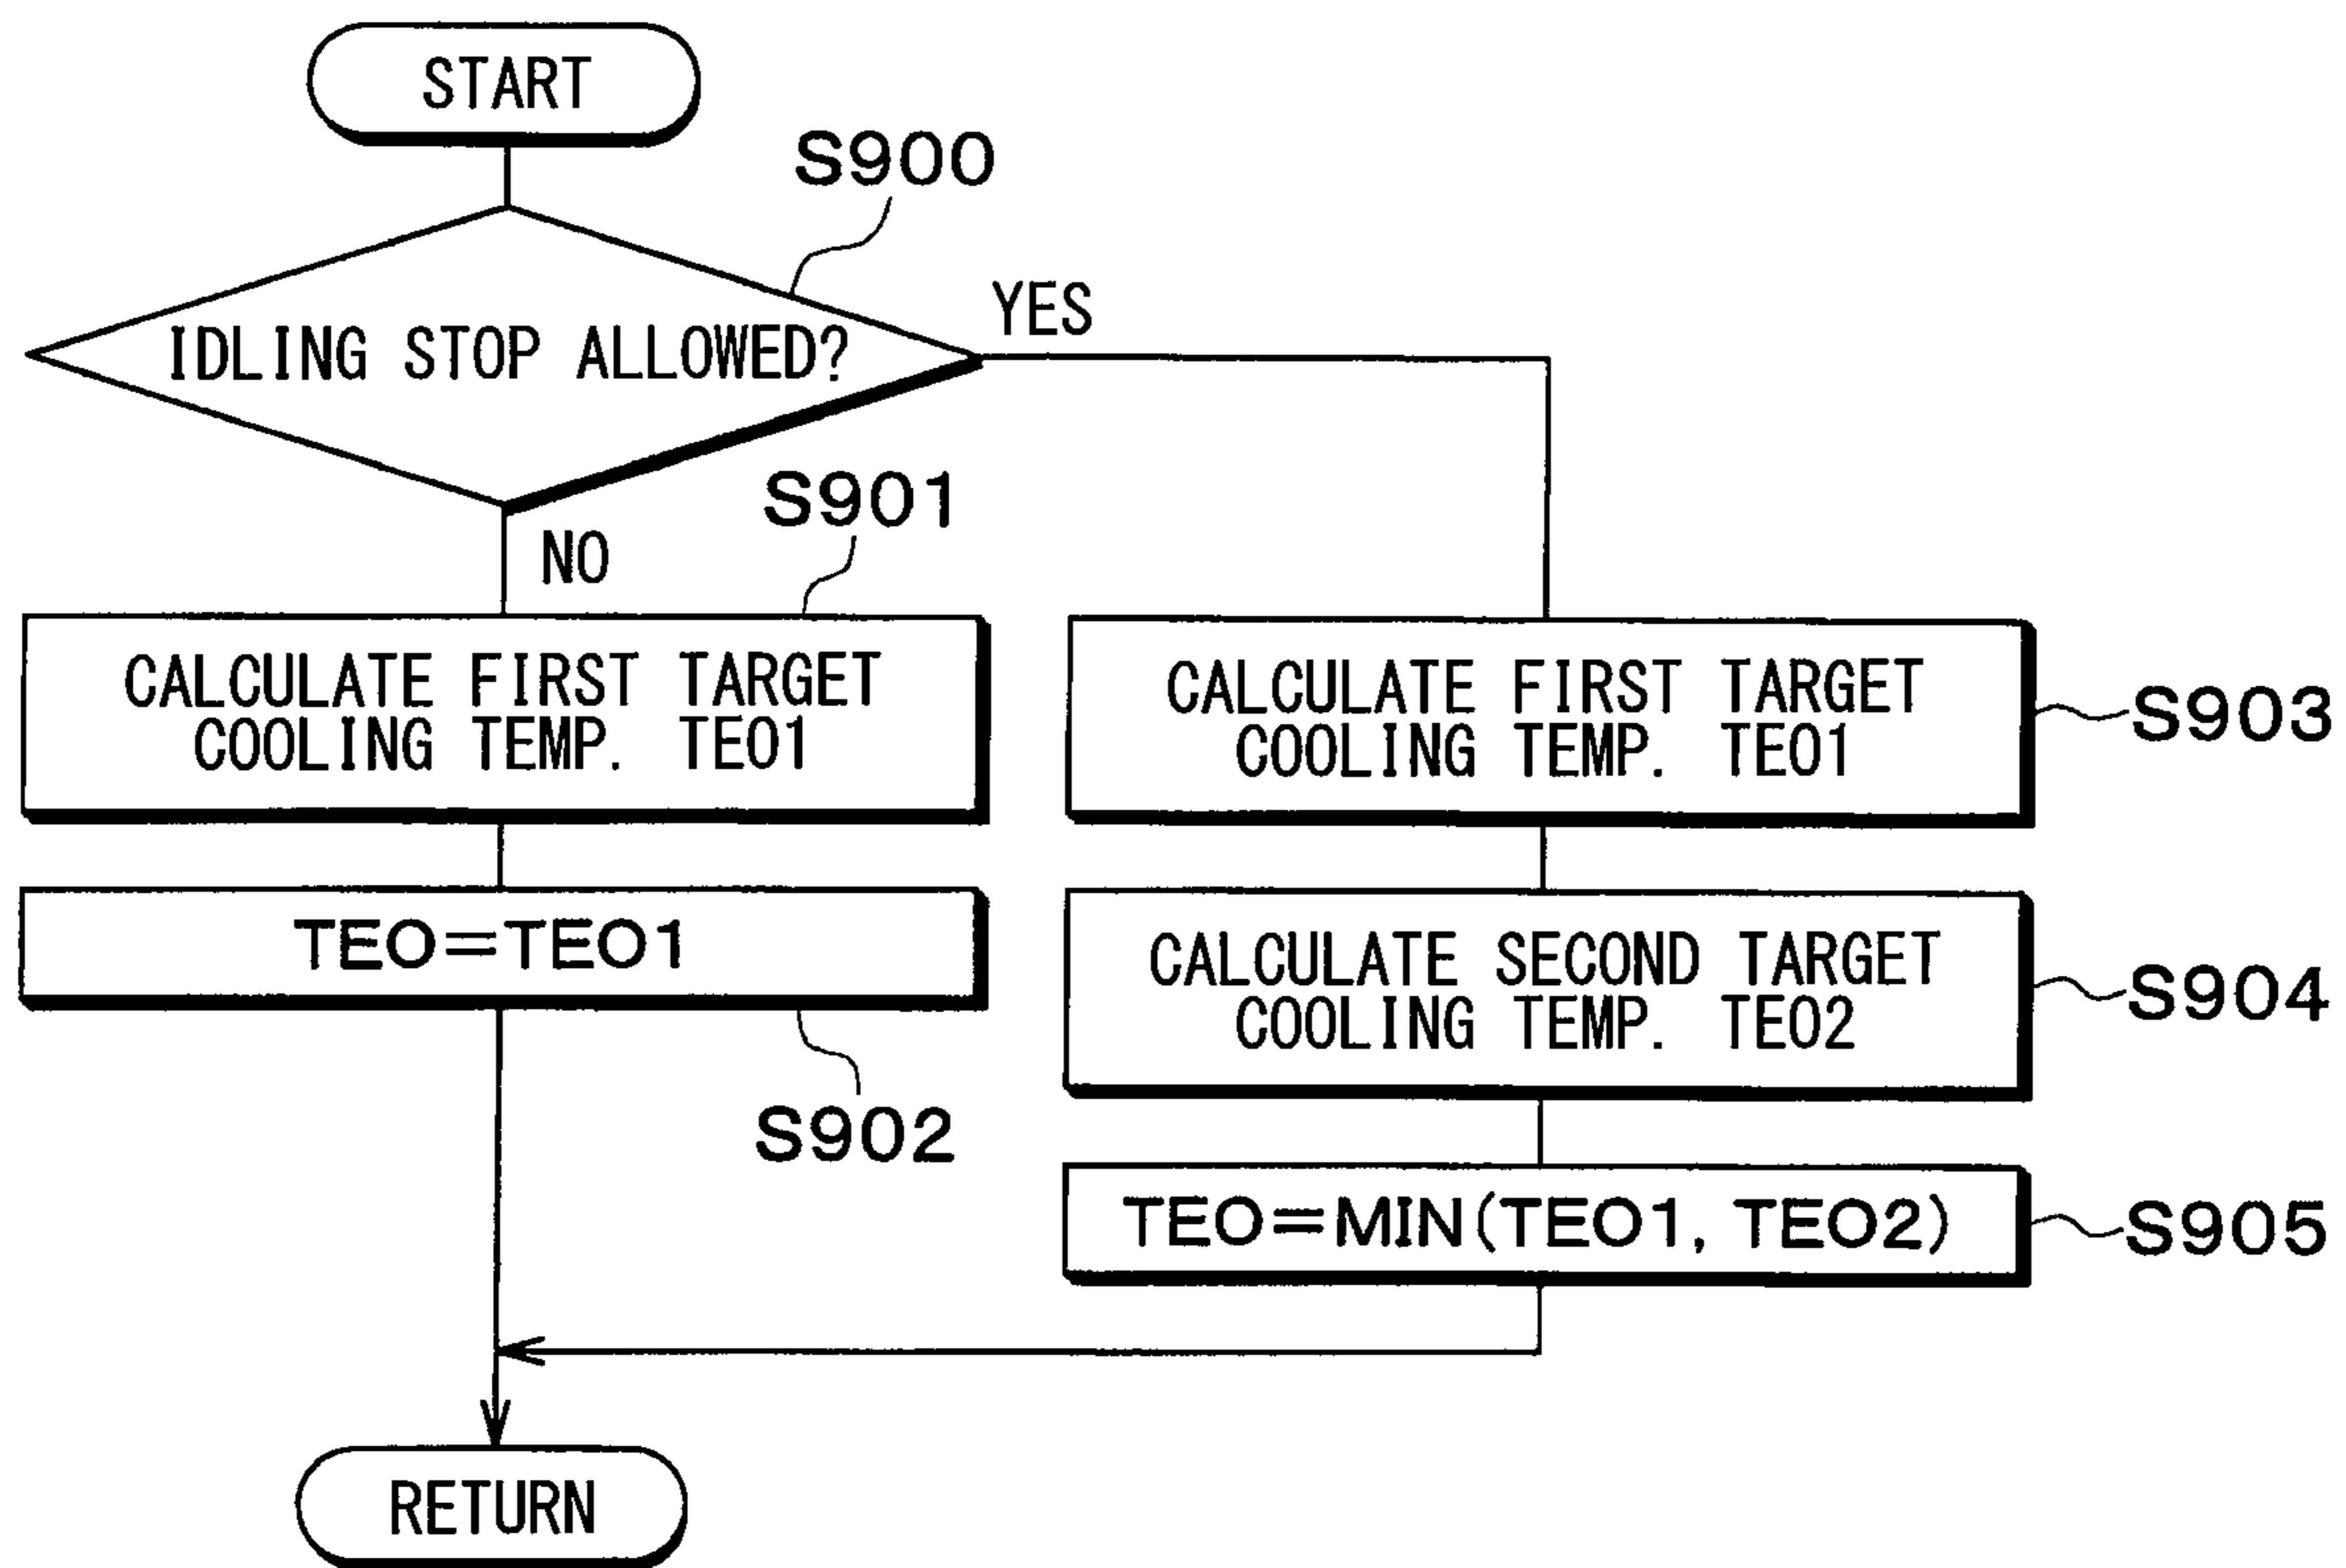 START
S900
IDLING STOP ALLOWED?
YES
NO
S901
CALCULATE FIRST TARGET
COOLING TEMP. TEO1
TEO=TEO1
S902
CALCULATE FIRST TARGET
COOLING TEMP. TEO1
S903
CALCULATE SECOND TARGET
COOLING TEMP. TEO2
S904
TEO=MIN(TEO1, TEO2)
S905
RETURN